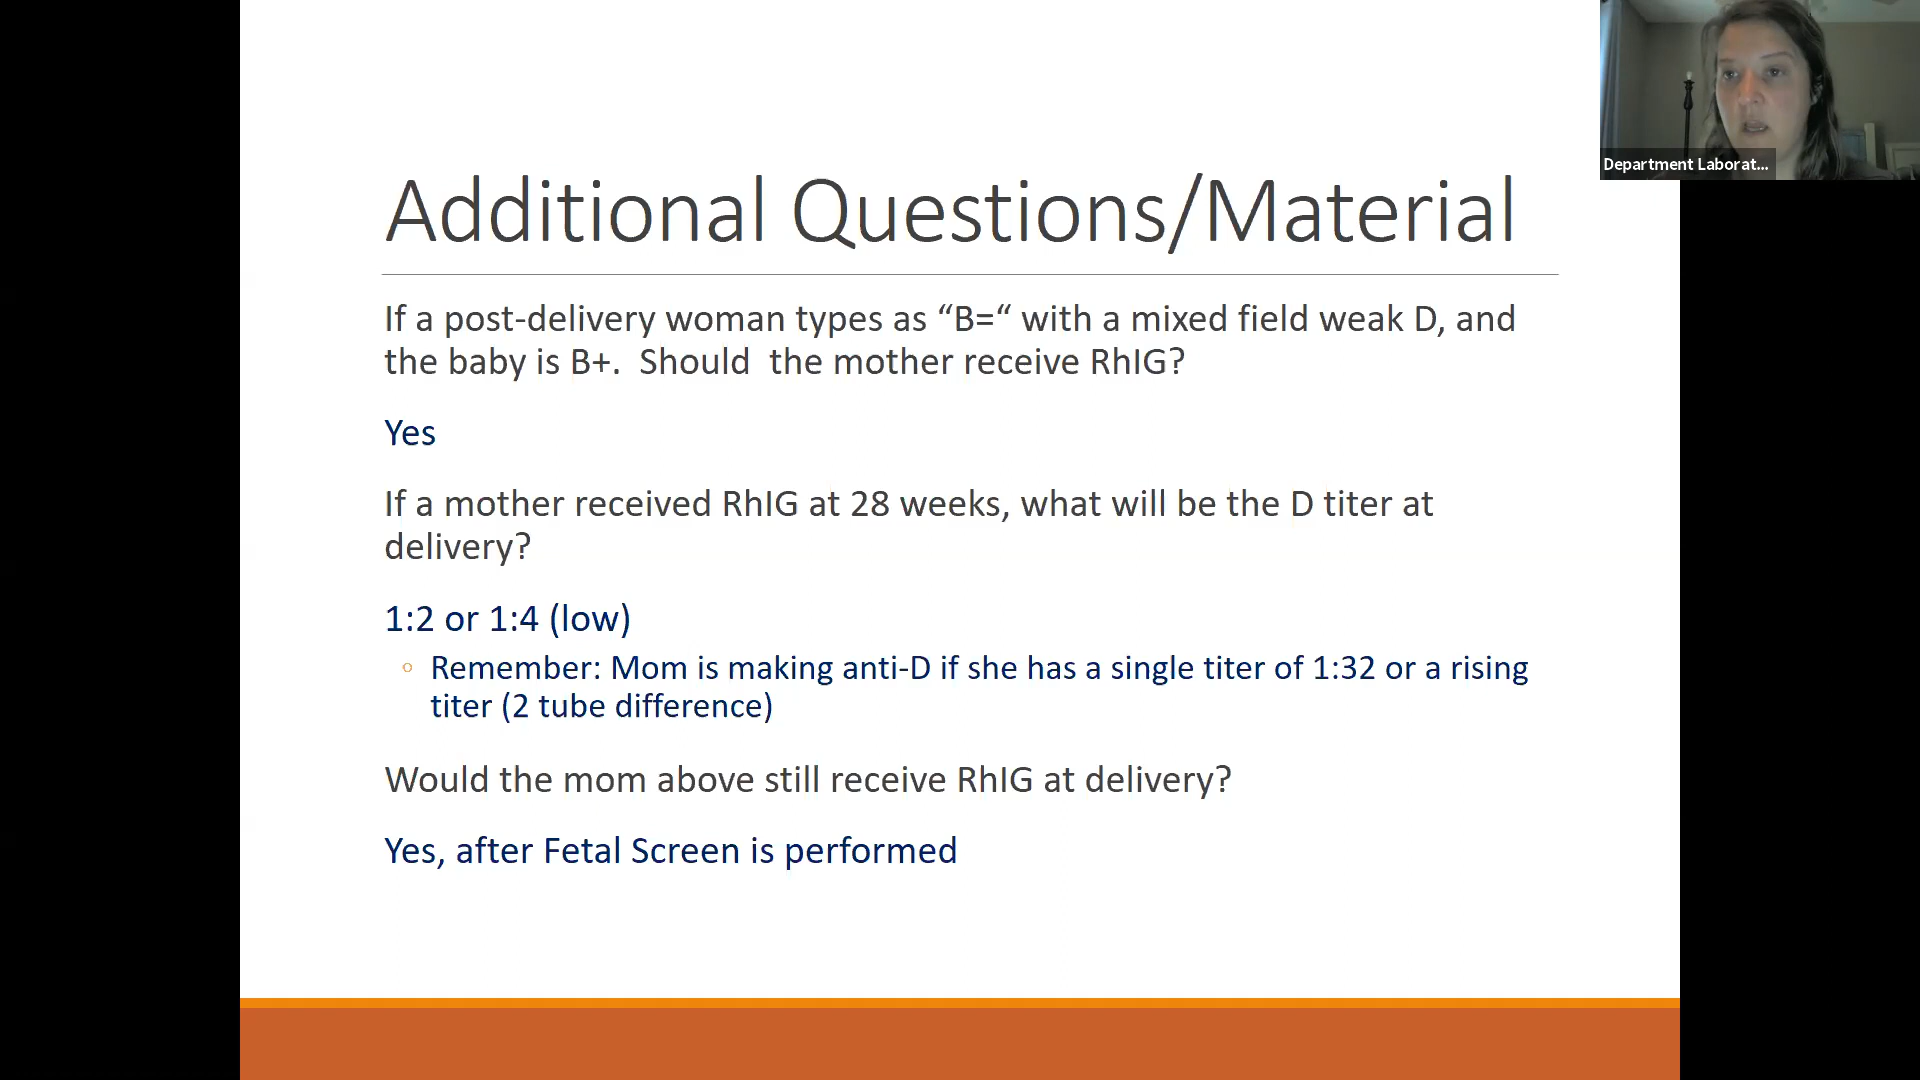 Department Laborat...
Additional Questions/Material
If a post-delivery woman types as “B=“ with a mixed field weak D, and
the baby is B+.  Should  the mother receive RhIG?
Yes
If a mother received RhIG at 28 weeks, what will be the D titer at
delivery?
1:2 or 1:4 (low)
◦ Remember: Mom is making anti-D if she has a single titer of 1:32 or a rising
titer (2 tube difference)
Would the mom above still receive RhIG at delivery?
Yes, after Fetal Screen is performed